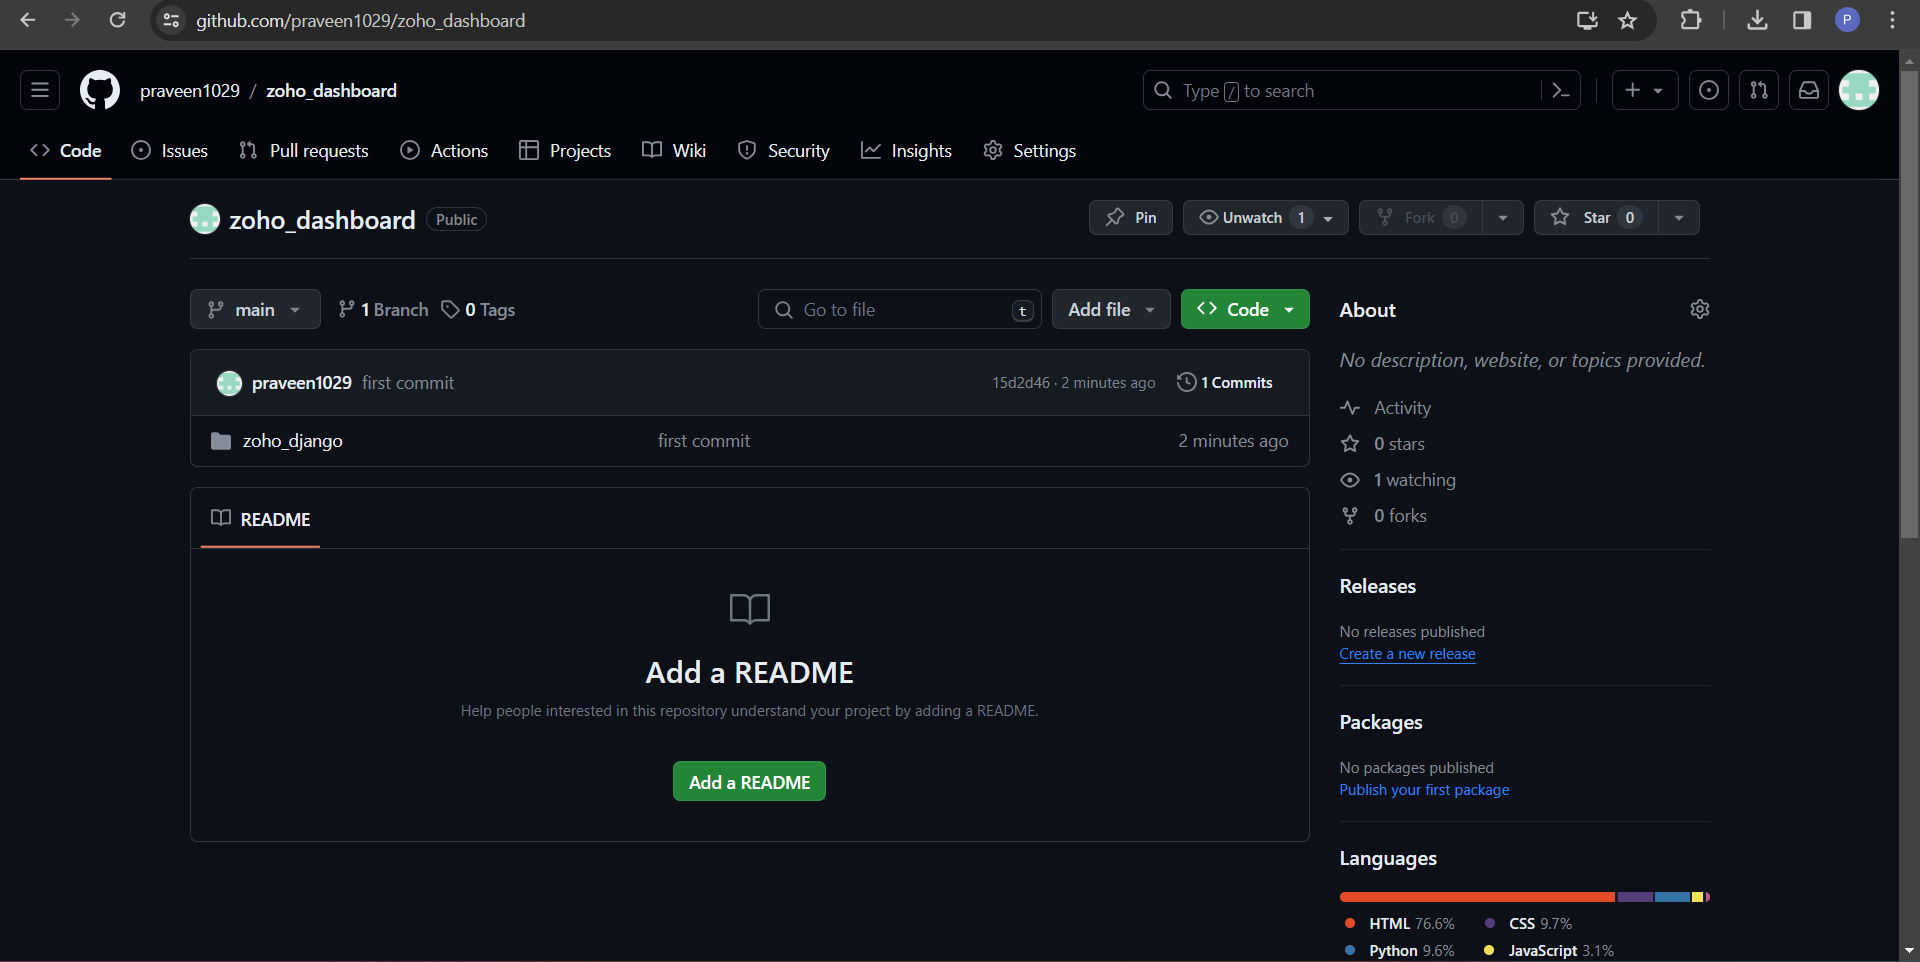 github.com/praveen1029/zoho_dashboard
P
praveen1029 / zoho_dashboard
Type / to search
Code Issues Pull requests Actions Projects Wiki Security Insights Settings
zoho_dashboard Public
Pin Unwatch 1 Fork 0 Star 0
main 1 Branch 0 Tags Go to file t Add file Code
praveen1029 first commit 15d2d46 · 2 minutes ago 1 Commits
zoho_django first commit 2 minutes ago
README
Add a README
Help people interested in this repository understand your project by adding a README.
Add a README
About
No description, website, or topics provided.
Activity
0 stars
1 watching
0 forks
Releases
No releases published
Create a new release
Packages
No packages published
Publish your first package
Languages
HTML 76.6% CSS 9.7%
Python 9.6% JavaScript 3.1%